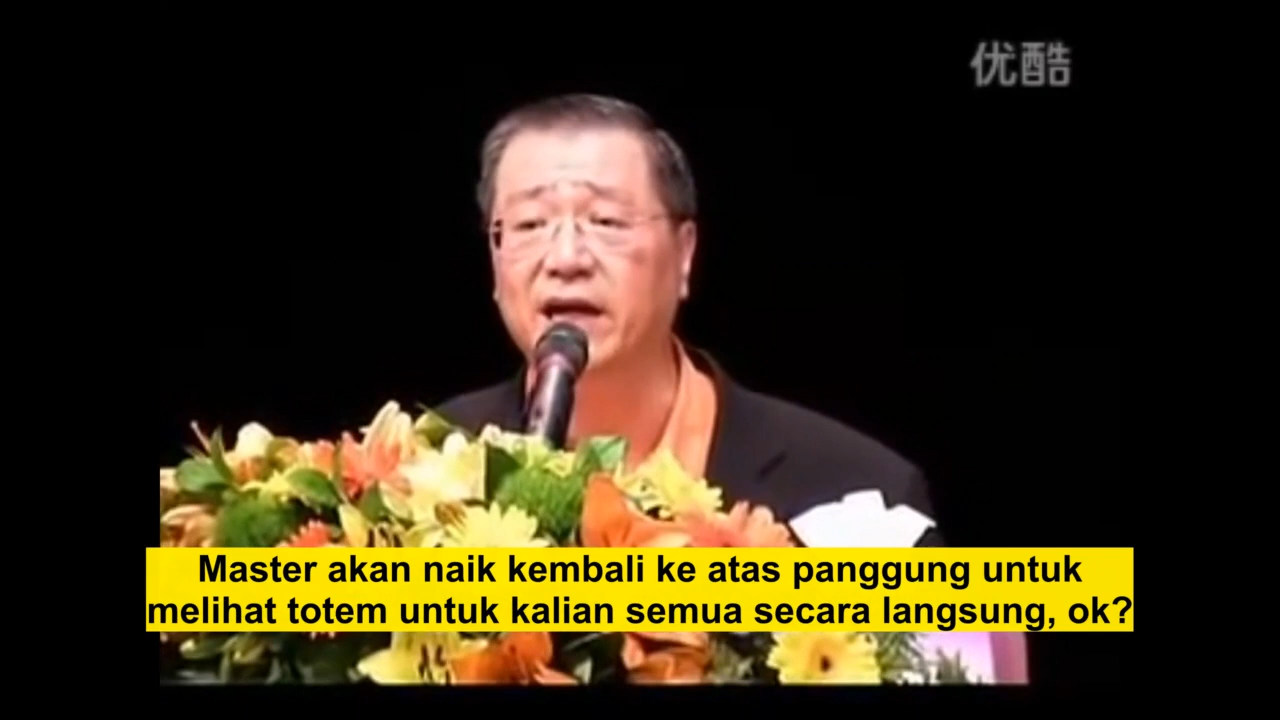 优酷
Master akan naik kembali ke atas panggung untuk
melihat totem untuk kalian semua secara langsung, ok?